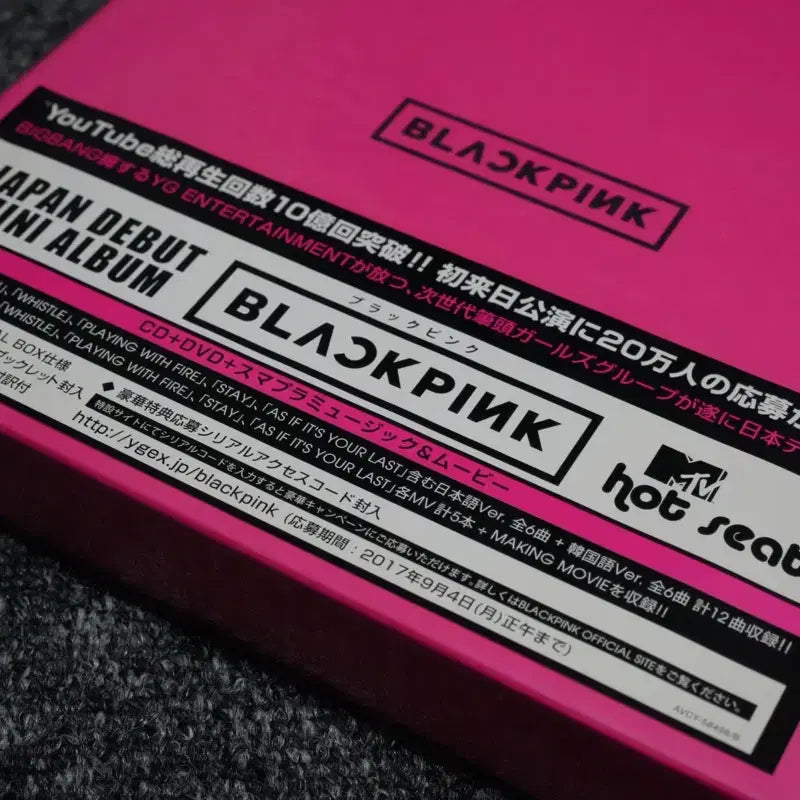 BLACKPINK
YouTube総再生回数10億回突破!! 初来日公演に20万人の応募が
BIGBANG擁するYG ENTERTAINMENTが放つ、次世代筆頭ガールズグループが遂に日本デ
JAPAN DEBUT
MINI ALBUM
ブラックピンク
BLACKPINK
MTV
hot seat
CD+DVD+スマプラミュージック&ムービー
「WHISTLE」、「PLAYING WITH FIRE」、「STAY」、「AS IF IT'S YOUR LAST」含む日本語Ver. 全6曲 + 韓国語Ver. 全6曲 計12曲収録!!
「WHISTLE」、「PLAYING WITH FIRE」、「STAY」、「AS IF IT'S YOUR LAST」各MV 計5本 + MAKING MOVIEを収録!!
AL BOX仕様
ブックレット封入
対訳付
◆ 豪華特典応募シリアルアクセスコード封入
特設サイトにてシリアルコードを入力すると豪華キャンペーンにご応募いただけます。詳しくはBLACKPINK OFFICIAL SITEをご覧ください。
http://ygex.jp/blackpink (応募期間:2017年9月4日(月)正午まで)